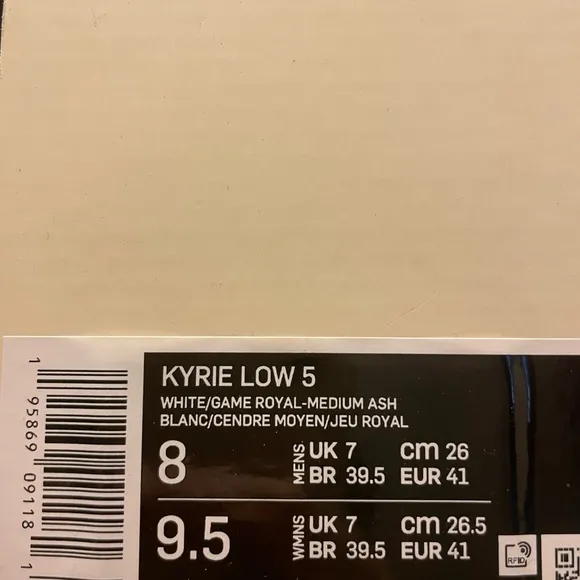 KYRIE LOW 5
WHITE/GAME ROYAL-MEDIUM ASH
BLANC/CENDRE MOYEN/JEU ROYAL
8 MENS UK 7 CM 26
BR 39.5 EUR 41
9.5 WMNS UK 7 CM 26.5
BR 39.5 EUR 41
RFID
1 95869 09118 1